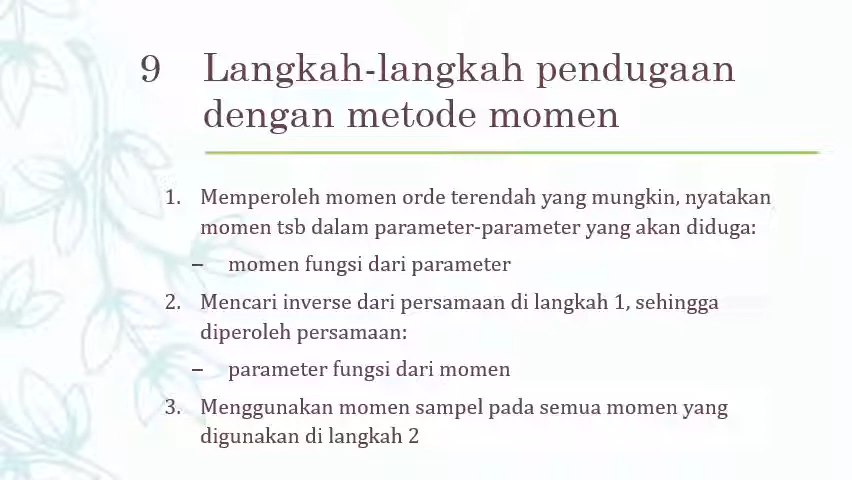 9 Langkah-langkah pendugaan
dengan metode momen
1. Memperoleh momen orde terendah yang mungkin, nyatakan
momen tsb dalam parameter-parameter yang akan diduga:
– momen fungsi dari parameter
2. Mencari inverse dari persamaan di langkah 1, sehingga
diperoleh persamaan:
– parameter fungsi dari momen
3. Menggunakan momen sampel pada semua momen yang
digunakan di langkah 2